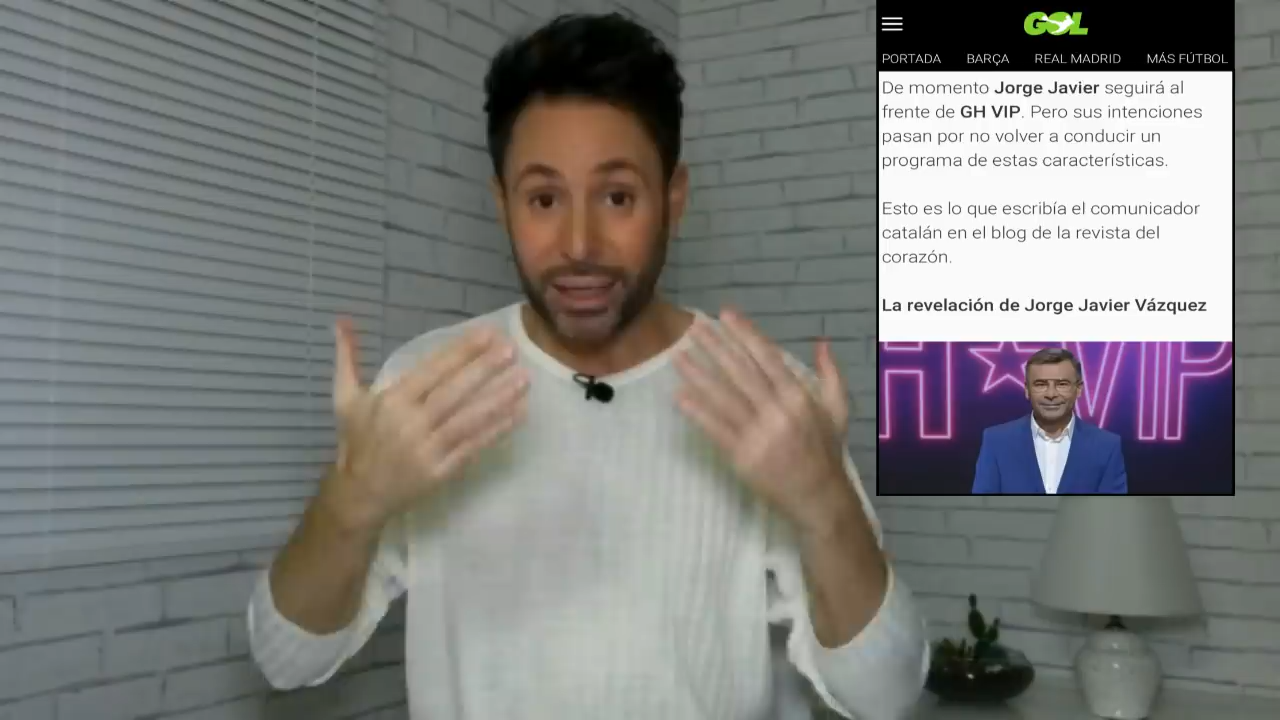 GOL
PORTADA BARÇA REAL MADRID MÁS FÚTBOL
De momento Jorge Javier seguirá al
frente de GH VIP. Pero sus intenciones
pasan por no volver a conducir un
programa de estas características.
Esto es lo que escribía el comunicador
catalán en el blog de la revista del
corazón.
La revelación de Jorge Javier Vázquez
H VIP